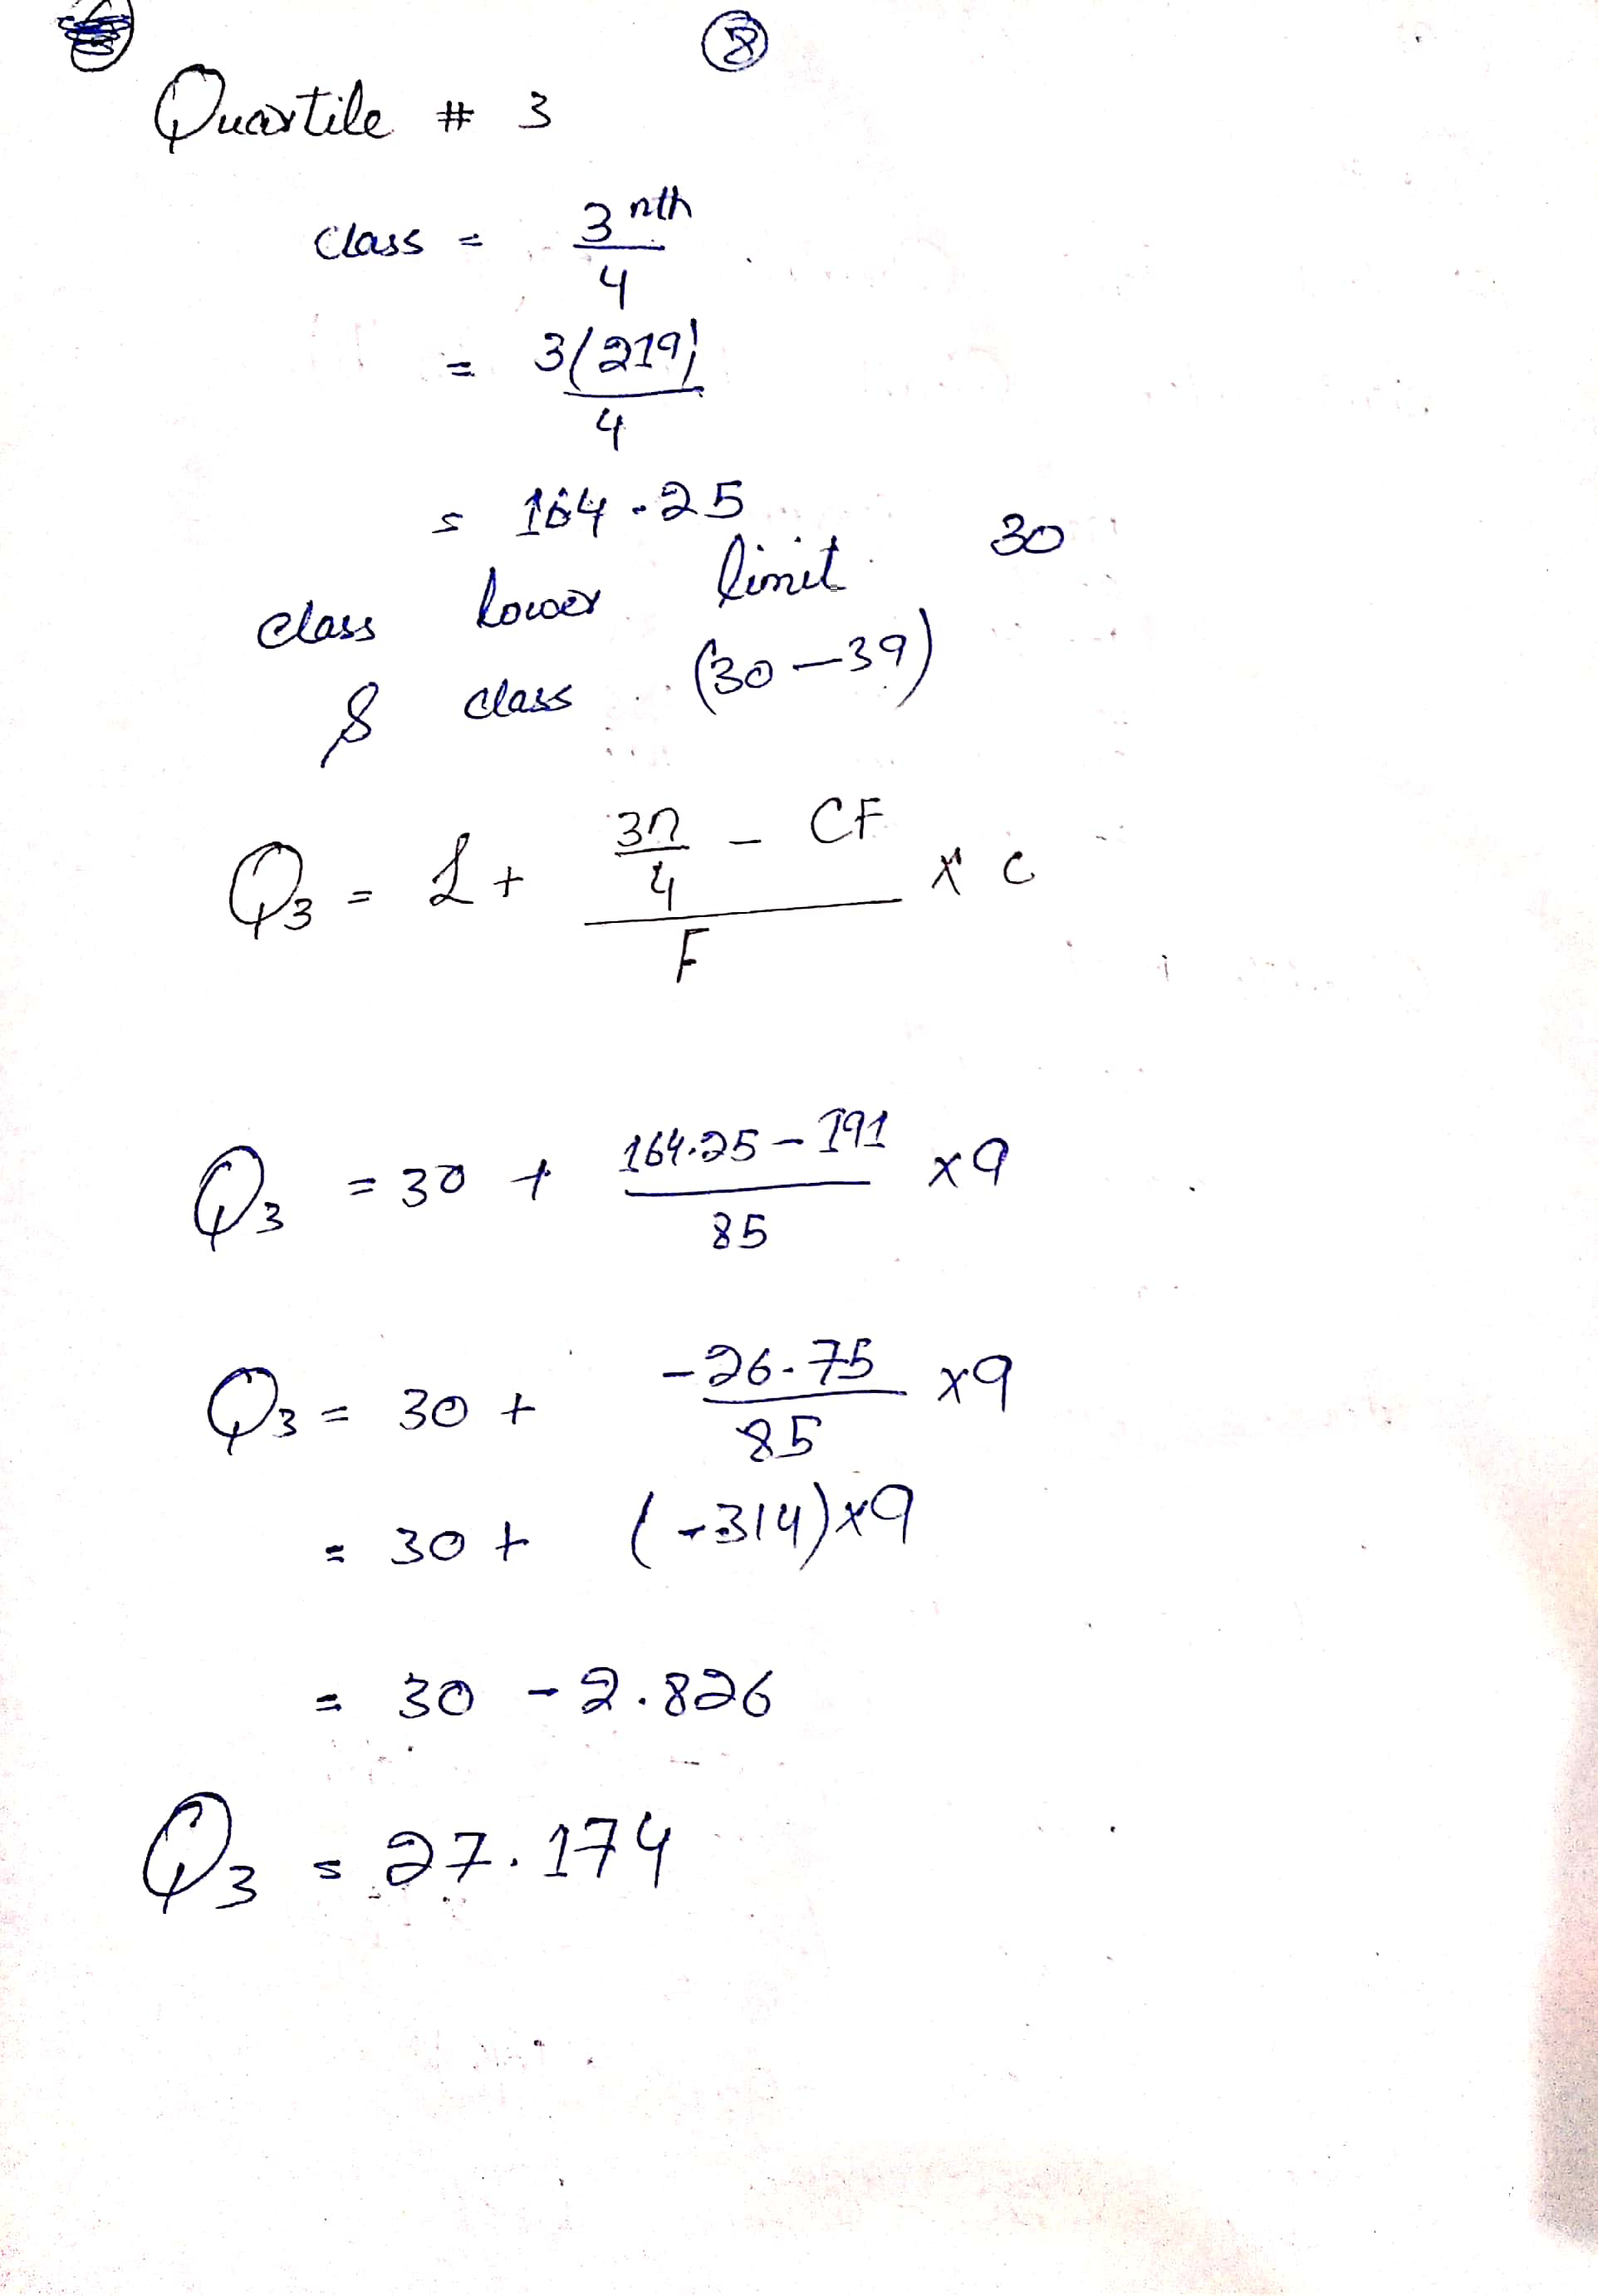 8
Quartile # 3
class = 3 nth / 4
= 3(219) / 4
= 164.25
class lower limit 30
& class (30-39)
Q3 = L + (3n/4 - CF) / F × c
Q3 = 30 + (164.25 - 191) / 85 × 9
Q3 = 30 + -26.75 / 85 × 9
= 30 + (-.314) × 9
= 30 - 2.826
Q3 = 27.174